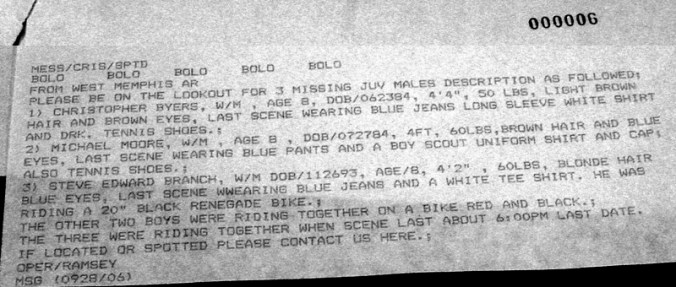 000006
MESS/CRIS/SPTD
BOLO BOLO BOLO BOLO BOLO
FROM WEST MEMPHIS AR
PLEASE BE ON THE LOOKOUT FOR 3 MISSING JUV MALES DESCRIPTION AS FOLLOWED;
1) CHRISTOPHER BYERS, W/M , AGE 8, DOB/062384, 4'4", 50 LBS, LIGHT BROWN
HAIR AND BROWN EYES, LAST SCENE WEARING BLUE JEANS LONG SLEEVE WHITE SHIRT
AND DRK. TENNIS SHOES.;
2) MICHAEL MOORE, W/M , AGE 8 , DOB/072784, 4FT, 60LBS,BROWN HAIR AND BLUE
EYES, LAST SCENE WEARING BLUE PANTS AND A BOY SCOUT UNIFORM SHIRT AND CAP;
ALSO TENNIS SHOES.;
3) STEVE EDWARD BRANCH, W/M DOB/112693, AGE/8, 4'2" , 60LBS, BLONDE HAIR
BLUE EYES, LAST SCENE WWEARING BLUE JEANS AND A WHITE TEE SHIRT. HE WAS
RIDING A 20" BLACK RENEGADE BIKE.;
THE OTHER TWO BOYS WERE RIDING TOGETHER ON A BIKE RED AND BLACK.;
THE THREE WERE RIDING TOGETHER WHEN SCENE LAST ABOUT 6:00PM LAST DATE.
IF LOCATED OR SPOTTED PLEASE CONTACT US HERE.;
OPER/RAMSEY
MSG (0928/06)